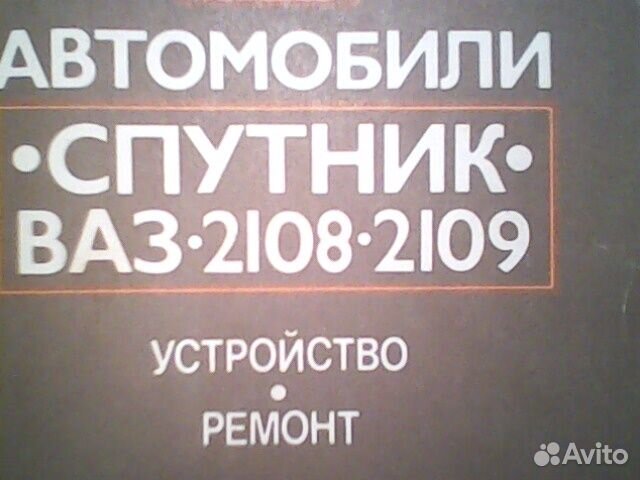 АВТОМОБИЛИ
•СПУТНИК•
ВАЗ•2108•2109
УСТРОЙСТВО
•
РЕМОНТ
Avito